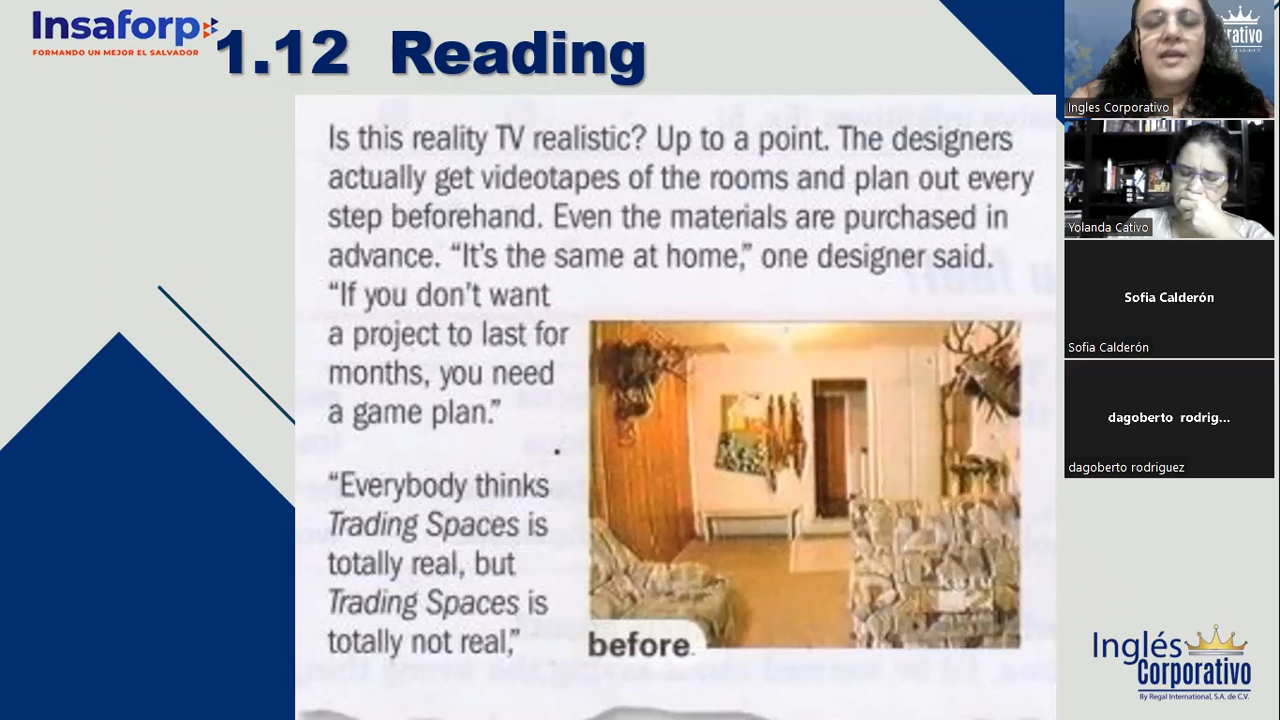 Insaforp
FORMANDO UN MEJOR EL SALVADOR
1.12 Reading
Is this reality TV realistic? Up to a point. The designers
actually get videotapes of the rooms and plan out every
step beforehand. Even the materials are purchased in
advance. “It’s the same at home,” one designer said.
“If you don’t want
a project to last for
months, you need
a game plan.”
“Everybody thinks
Trading Spaces is
totally real, but
Trading Spaces is
totally not real,”
before.
Ingles Corporativo
Yolanda Cativo
Sofia Calderón
Sofia Calderón
dagoberto rodrig...
dagoberto rodriguez
Inglés
Corporativo
By Regal International, S.A. de C.V.